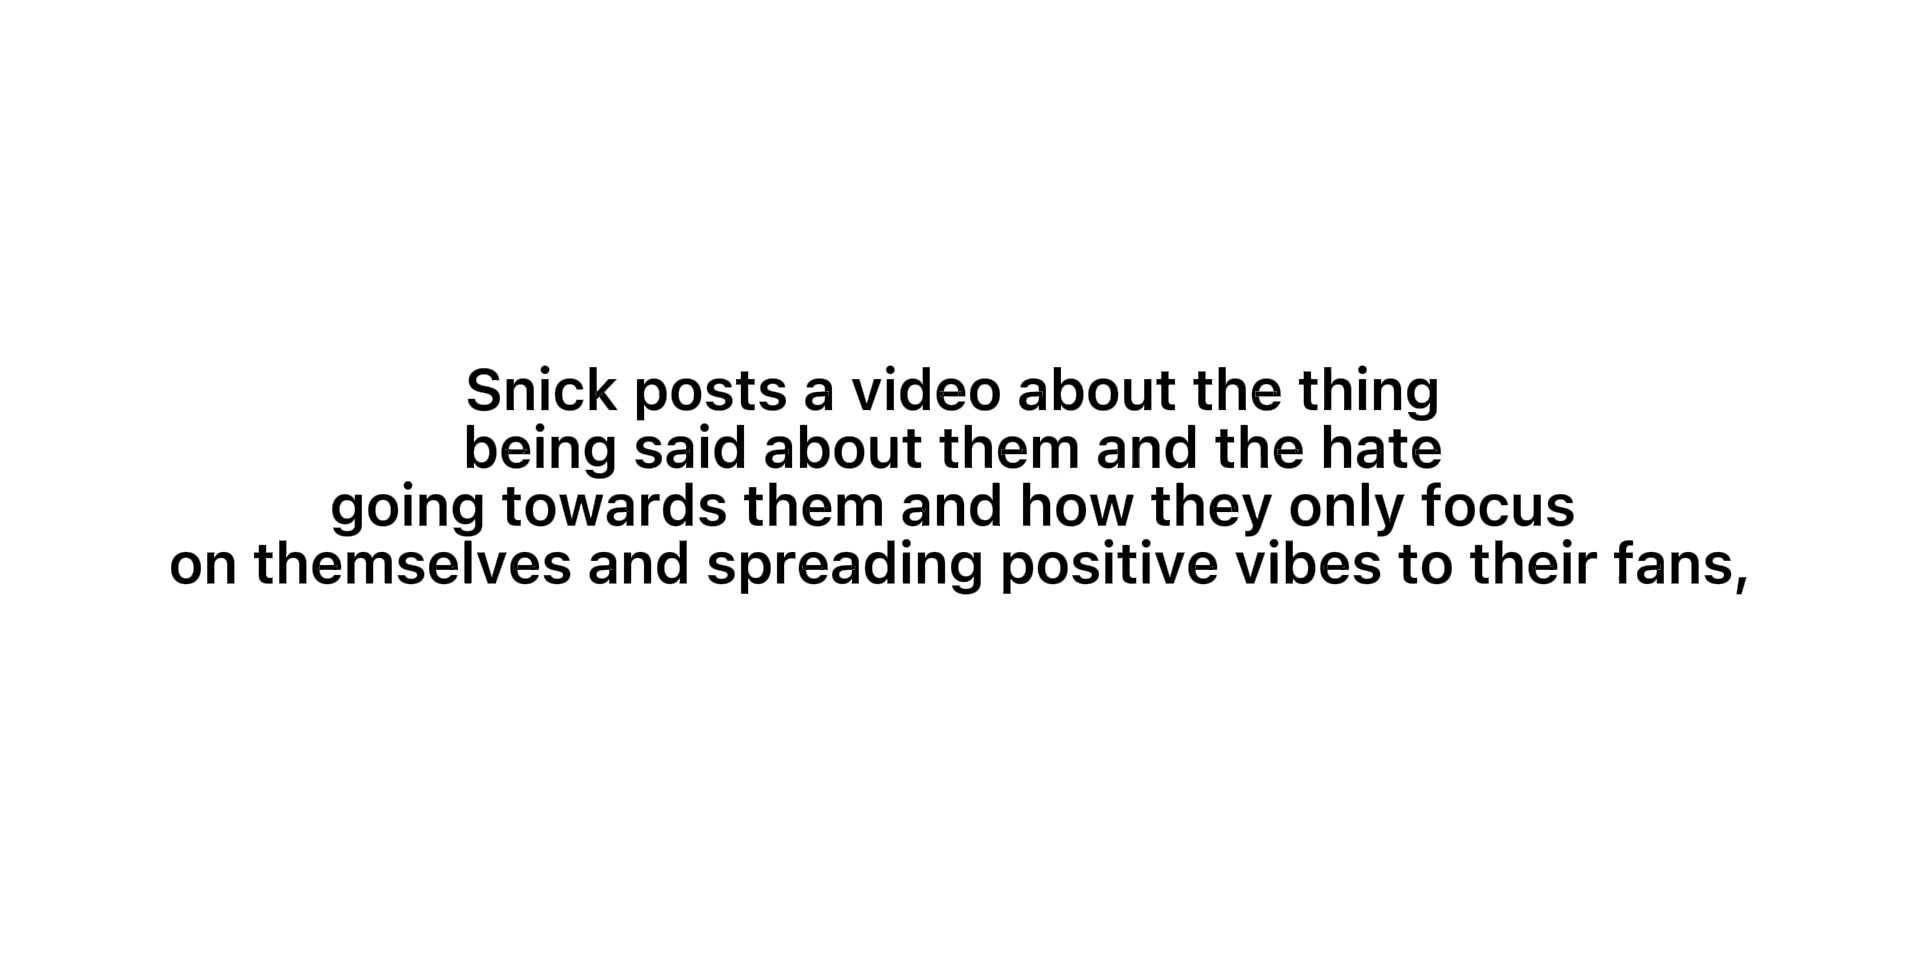 Snick posts a video about the thing
being said about them and the hate
going towards them and how they only focus
on themselves and spreading positive vibes to their fans,